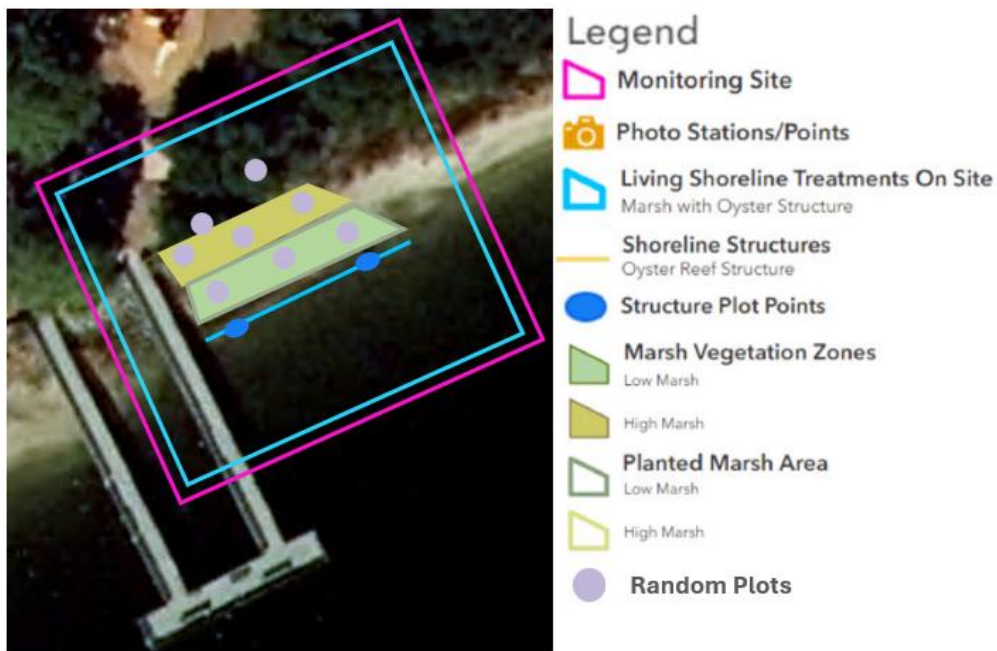 Legend
Monitoring Site
Photo Stations/Points
Living Shoreline Treatments On Site
Marsh with Oyster Structure
Shoreline Structures
Oyster Reef Structure
Structure Plot Points
Marsh Vegetation Zones
Low Marsh
High Marsh
Planted Marsh Area
Low Marsh
High Marsh
Random Plots